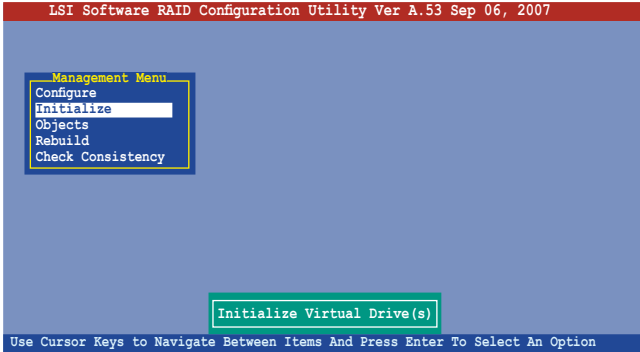 LSI Software RAID Configuration Utility Ver A.53 Sep 06, 2007
Management Menu
Configure
Initialize
Objects
Rebuild
Check Consistency
Initialize Virtual Drive(s)
Use Cursor Keys to Navigate Between Items And Press Enter To Select An Option